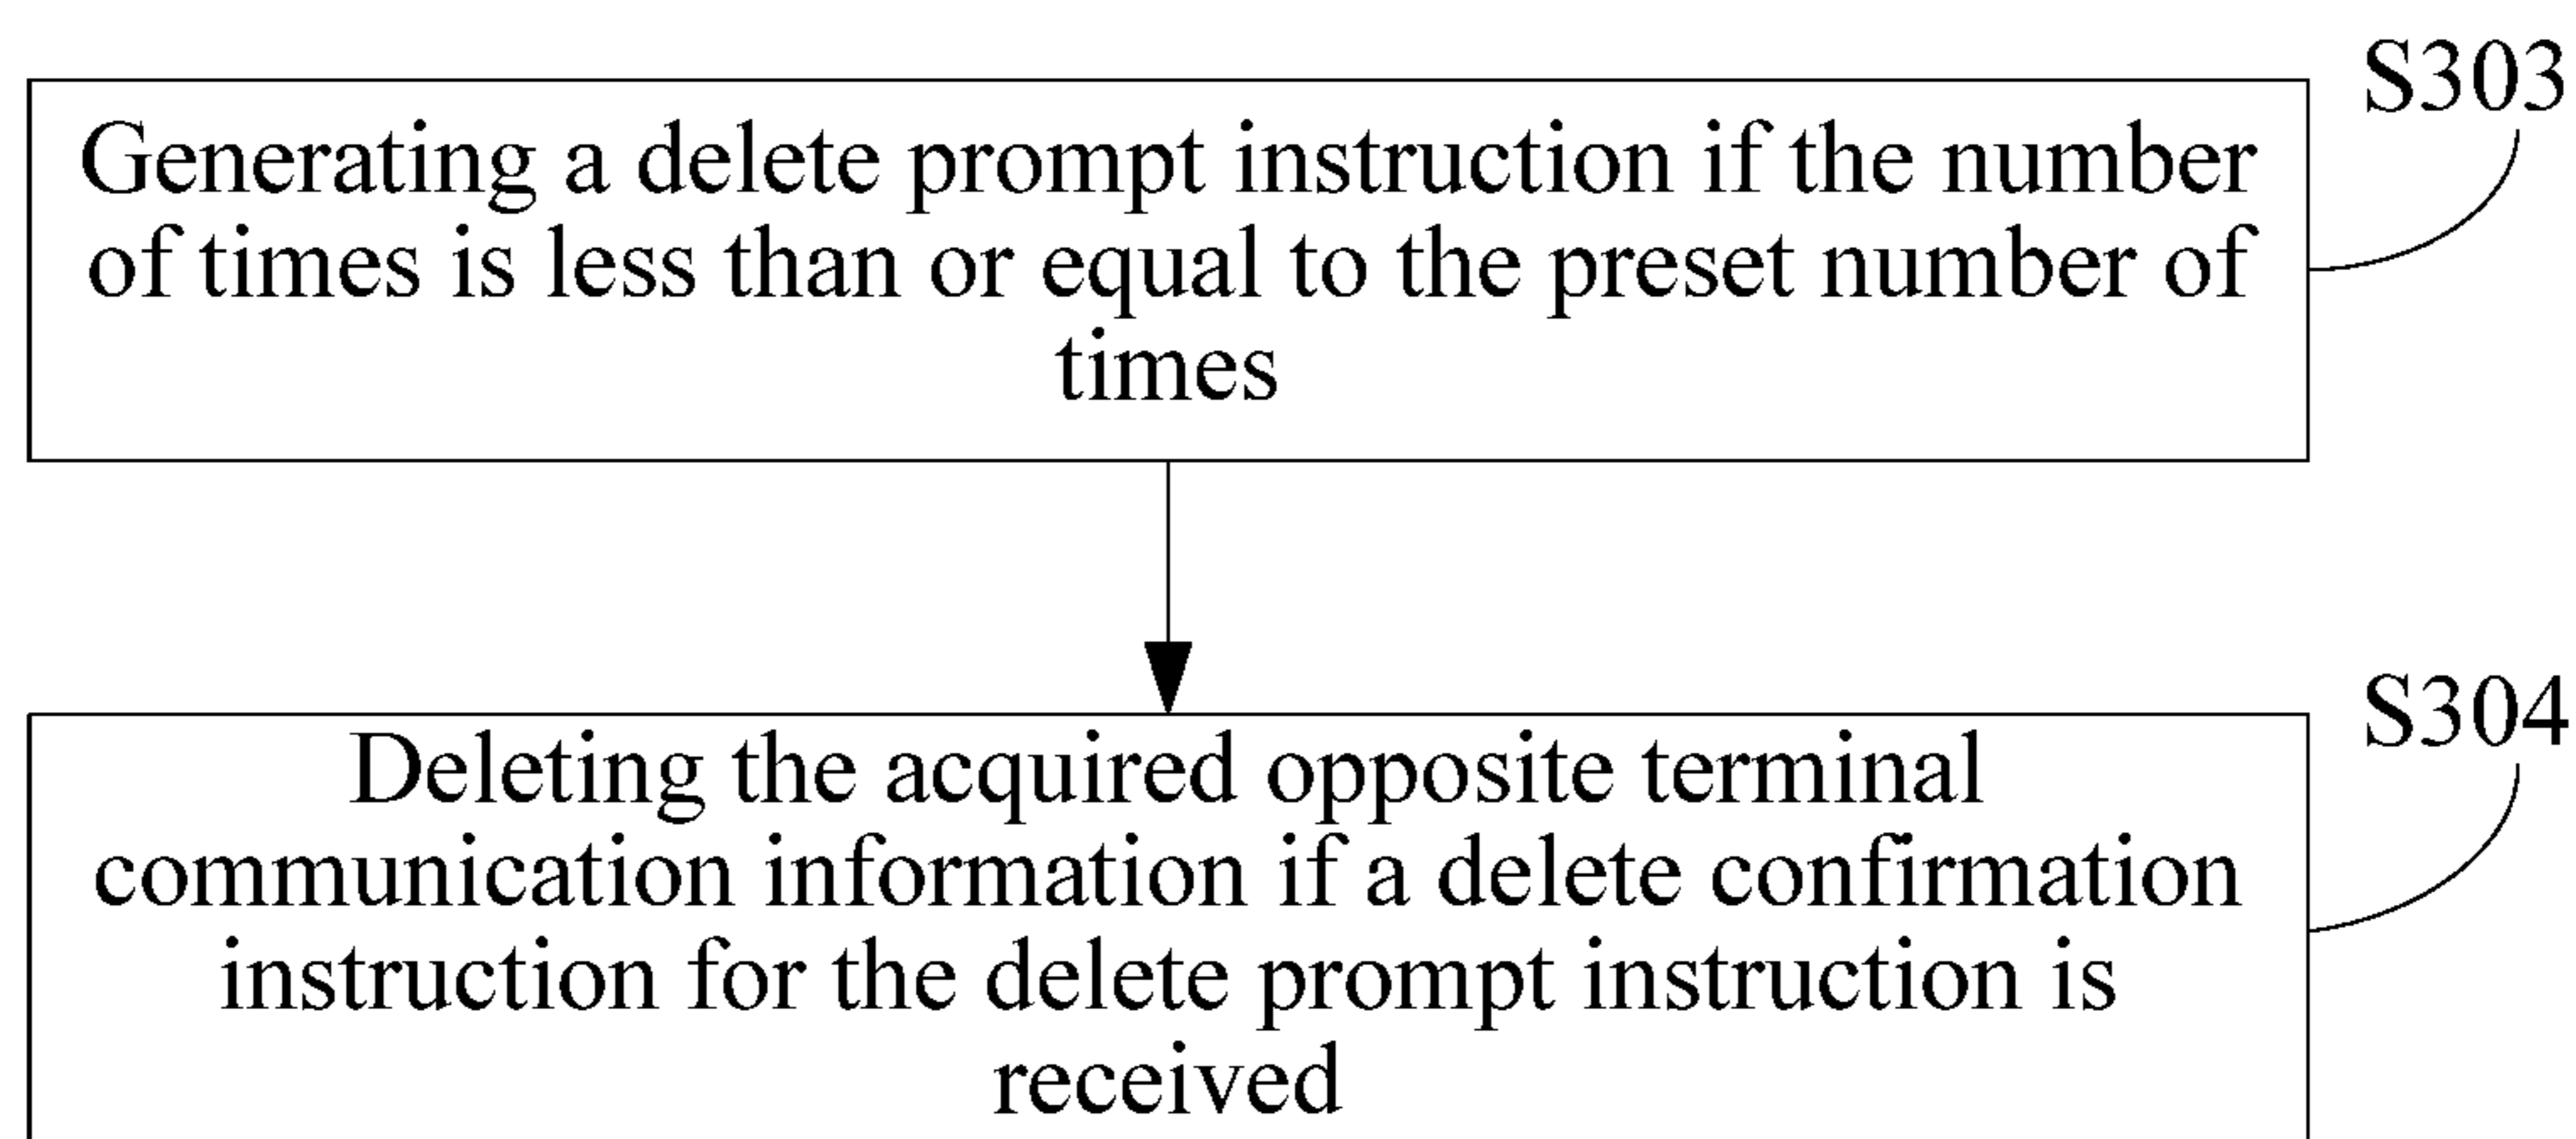 S303
Generating a delete prompt instruction if the number
of times is less than or equal to the preset number of
times
S304
Deleting the acquired opposite terminal
communication information if a delete confirmation
instruction for the delete prompt instruction is
received